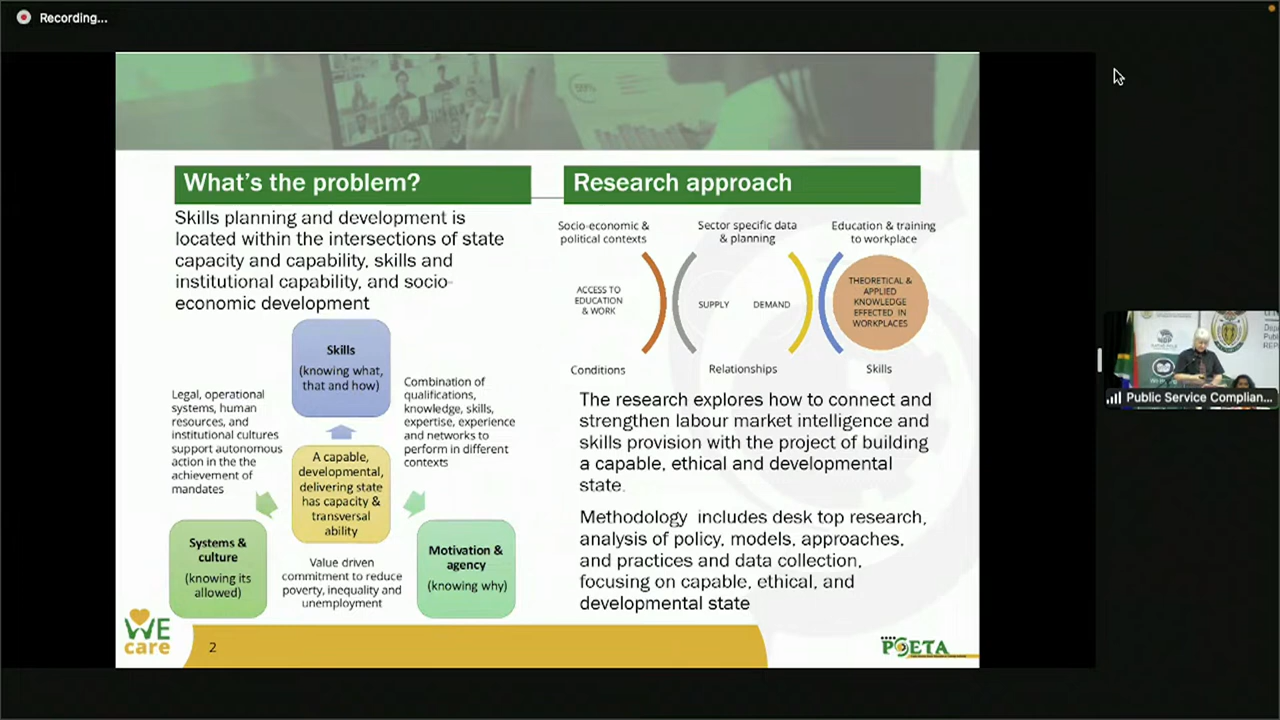 Recording...
What's the problem?
Skills planning and development is
located within the intersections of state
capacity and capability, skills and
institutional capability, and socio-
economic development
Skills
(knowing what,
that and how)
Legal, operational
systems, human
resources, and
institutional cultures
support autonomous
action in the the
achievement of
mandates
Combination of
qualifications,
knowledge, skills,
expertise, experience
and networks to
perform in different
contexts
A capable,
developmental,
delivering state
has capacity &
transversal
ability
Systems &
culture
(knowing its
allowed)
Value driven
commitment to reduce
poverty, inequality and
unemployment
Motivation &
agency
(knowing why)
Research approach
Socio-economic &
political contexts
Sector specific data
& planning
Education & training
to workplace
ACCESS TO
EDUCATION
& WORK
SUPPLY
DEMAND
THEORETICAL &
APPLIED
KNOWLEDGE
EFFECTED IN
WORKPLACES
Conditions
Relationships
Skills
The research explores how to connect and
strengthen labour market intelligence and
skills provision with the project of building
a capable, ethical and developmental
state.
Methodology includes desk top research,
analysis of policy, models, approaches,
and practices and data collection,
focusing on capable, ethical, and
developmental state
WE
care
2
PSETA
Public Service Complian...